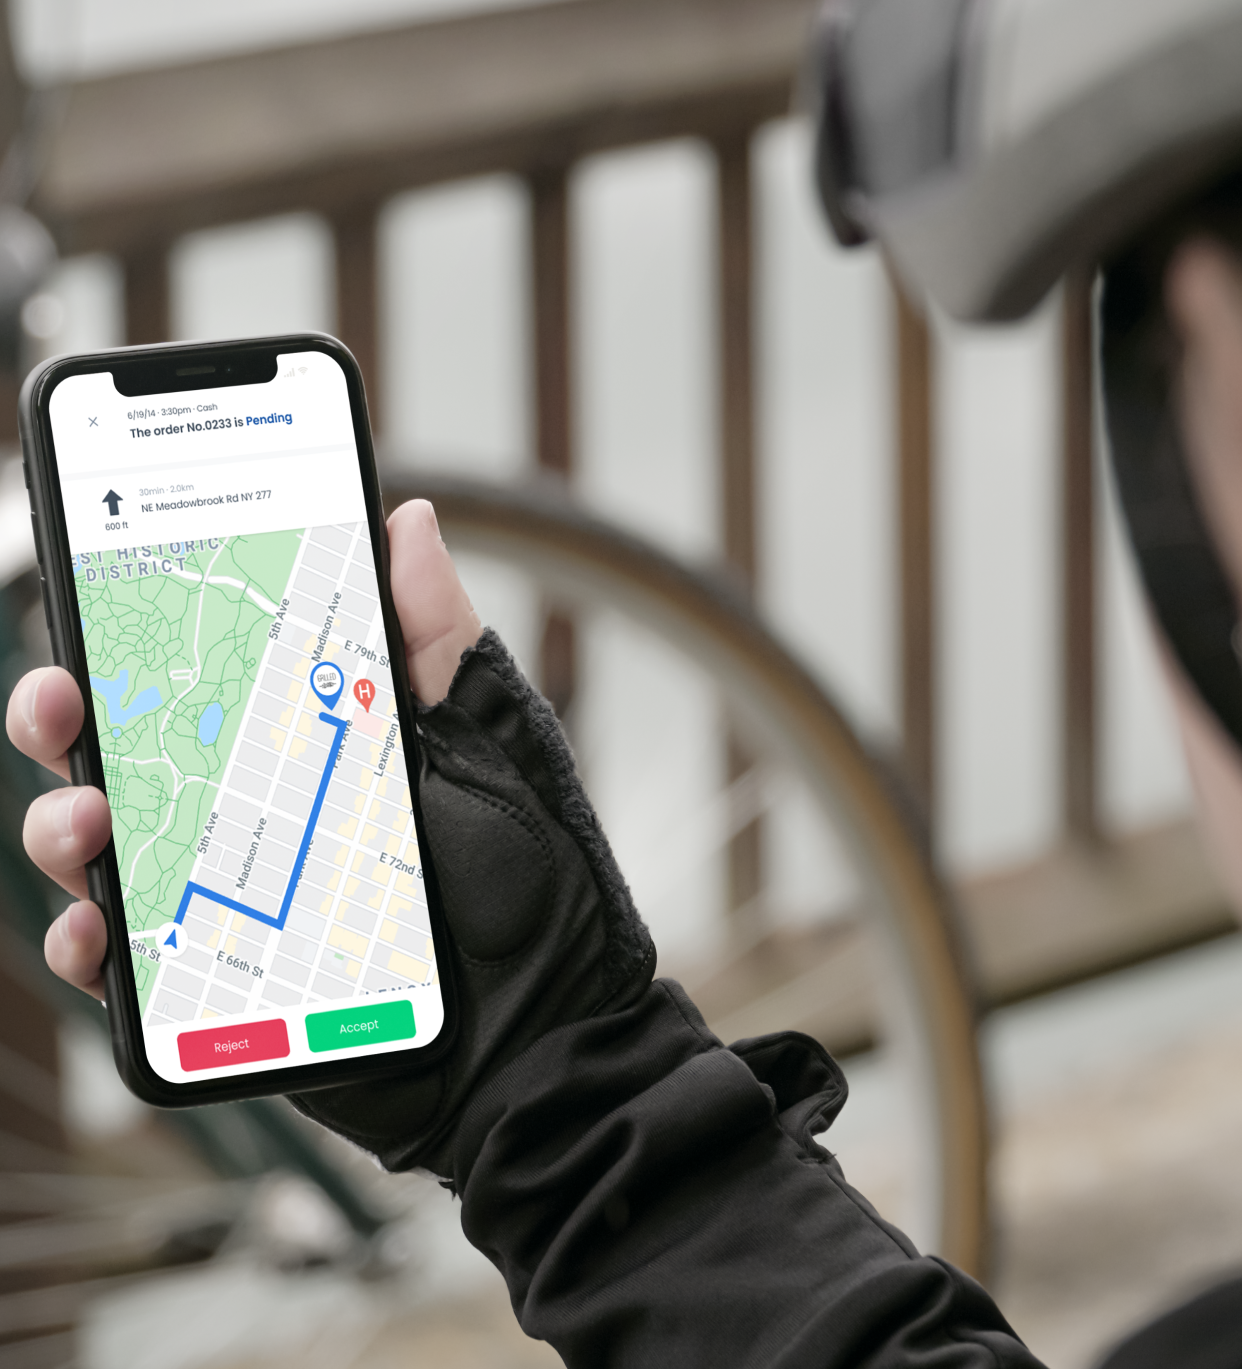 6/19/14 · 3:30pm · Cash
The order No.0233 is Pending
30min · 2.0km
NE Meadowbrook Rd NY 277
600 ft
EST HISTORIC
DISTRICT
5th Ave
Madison Ave
E 79th St
GRILLED
H
Park Ave
Lexington A
5th Ave
Madison Ave
Park Ave
E 72nd S
5th St
E 66th St
LENOX
Reject
Accept